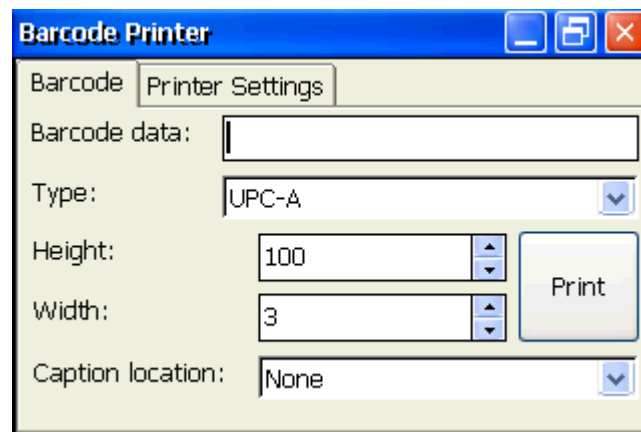 Barcode Printer
Barcode Printer Settings
Barcode data:
Type: UPC-A
Height: 100
Print
Width: 3
Caption location: None